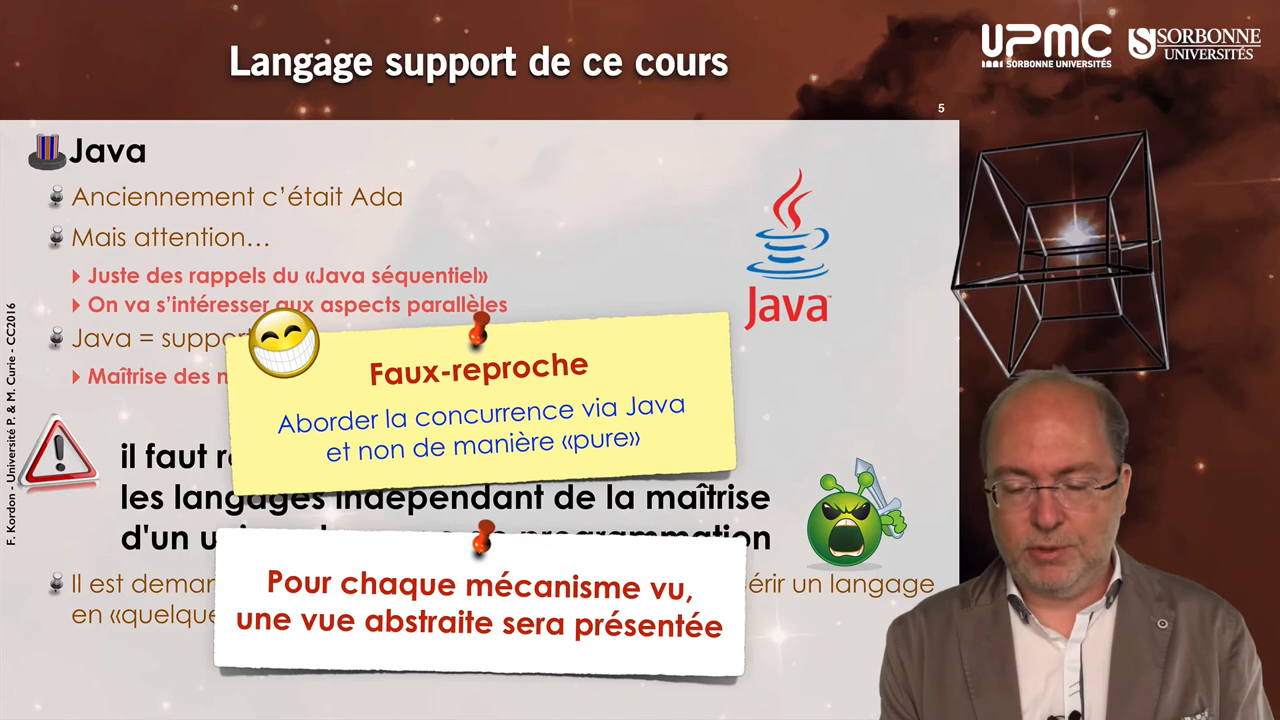 Langage support de ce cours
UPMC
SORBONNE UNIVERSITÉS
SORBONNE
UNIVERSITÉS
5
Java
Anciennement c’était Ada
Mais attention…
Juste des rappels du «Java séquentiel»
On va s’intéresser aux aspects parallèles
Java = suppor
Maîtrise des
Java
Faux-reproche
Aborder la concurrence via Java
et non de manière «pure»
il faut
les langages indépendant de la maîtrise
d'un programmation
Pour chaque mécanisme vu,
une vue abstraite sera présentée
Il est deman érir un langage
en «quelque
F. Kordon - Université P. & M. Curie - CC2016